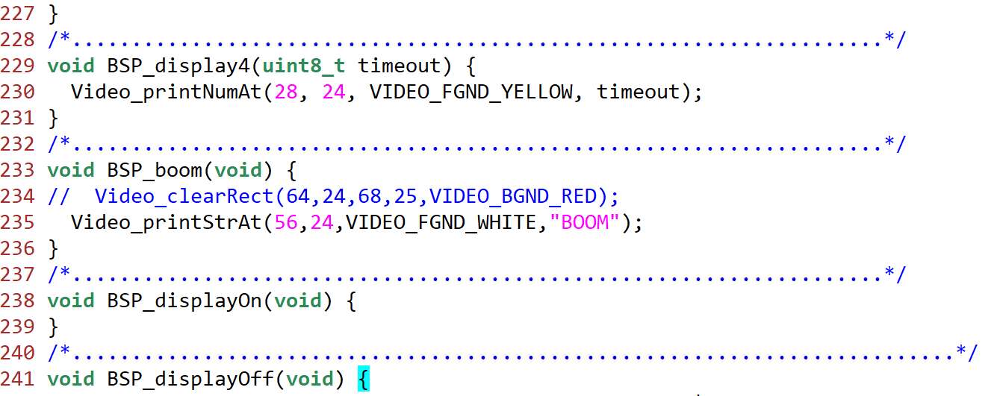 227 }
228 /*....................................................................*/
229 void BSP_display4(uint8_t timeout) {
230   Video_printNumAt(28, 24, VIDEO_FGND_YELLOW, timeout);
231 }
232 /*....................................................................*/
233 void BSP_boom(void) {
234 //  Video_clearRect(64,24,68,25,VIDEO_BGND_RED);
235   Video_printStrAt(56,24,VIDEO_FGND_WHITE,"BOOM");
236 }
237 /*....................................................................*/
238 void BSP_displayOn(void) {
239 }
240 /*..........................................................................*/
241 void BSP_displayOff(void) {